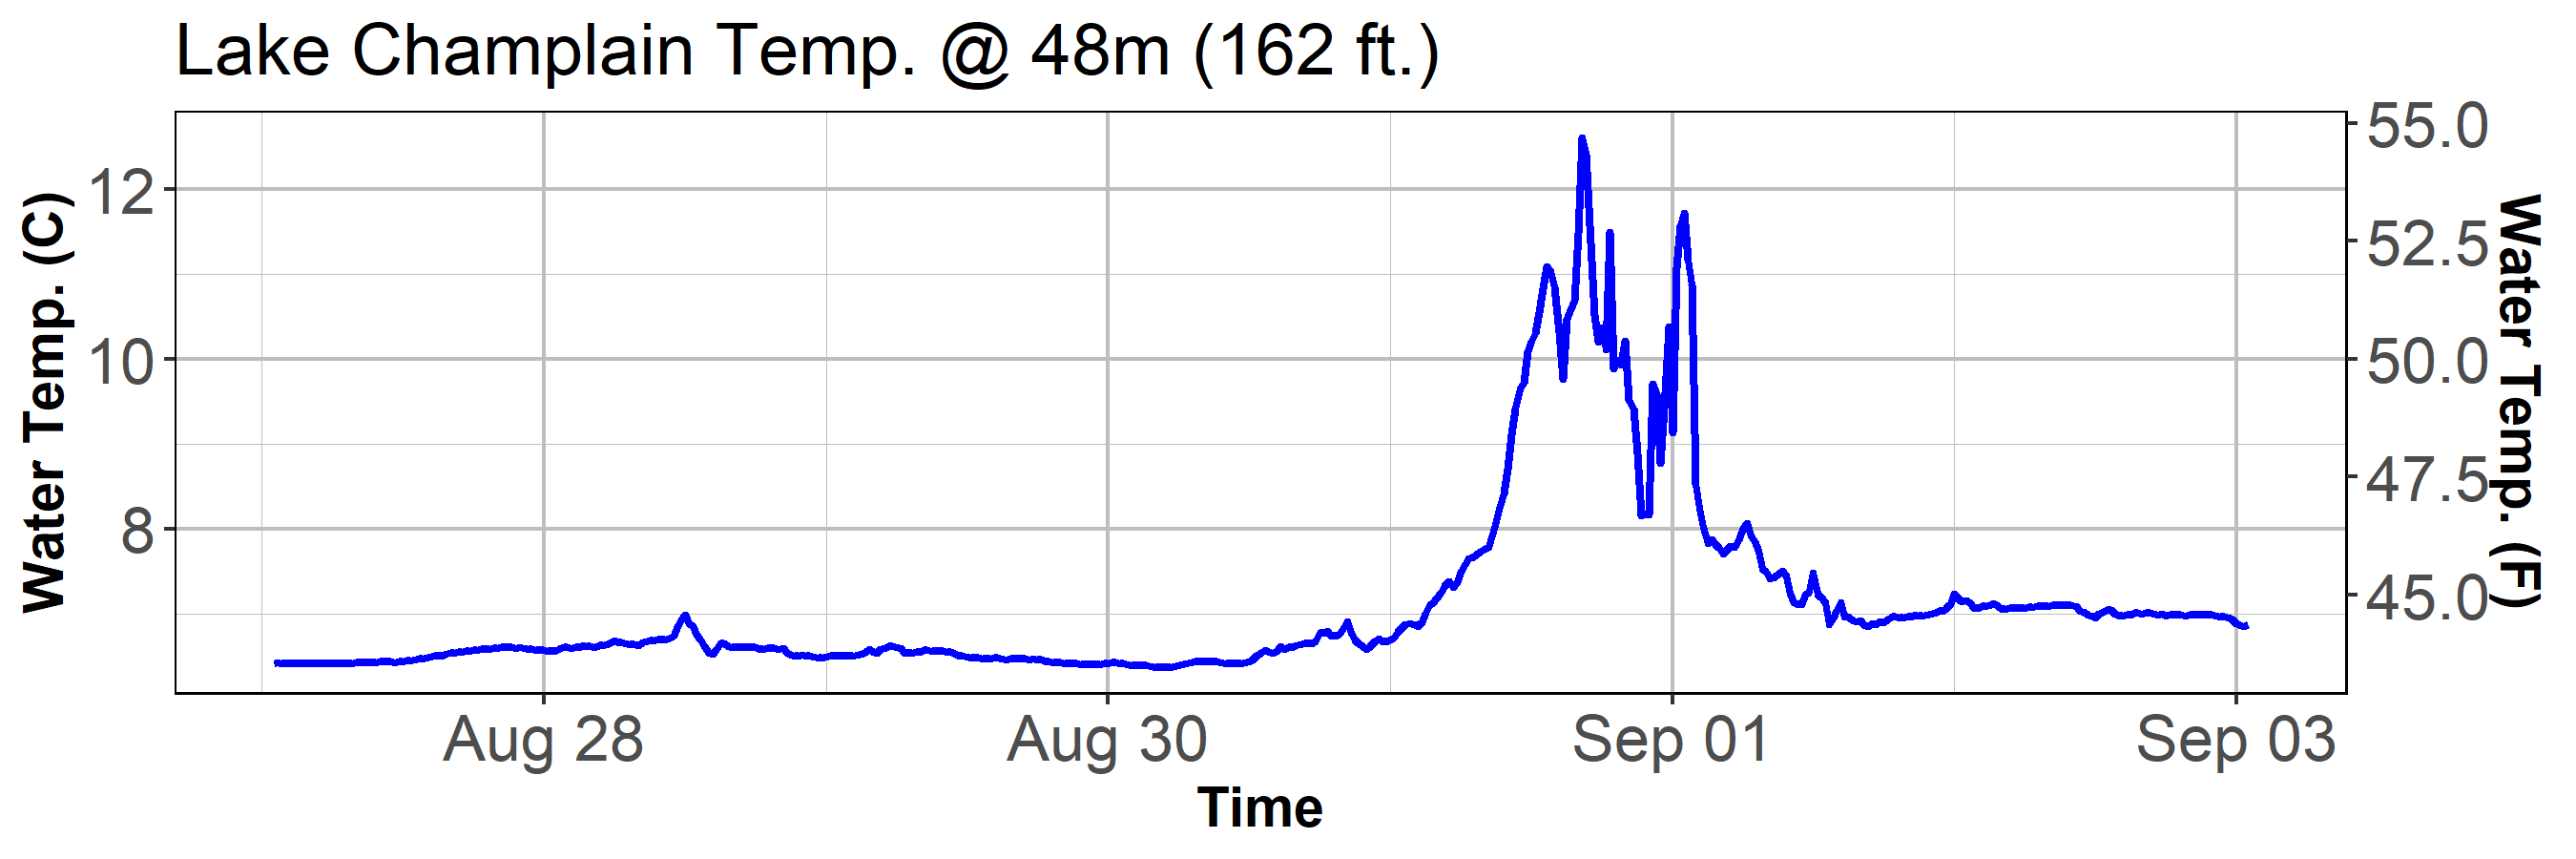 Lake Champlain Temp. @ 48m (162 ft.)
Water Temp. (C)
12
10
8
55.0
52.5
50.0
47.5
45.0
Water Temp. (F)
Aug 28
Aug 30
Sep 01
Sep 03
Time